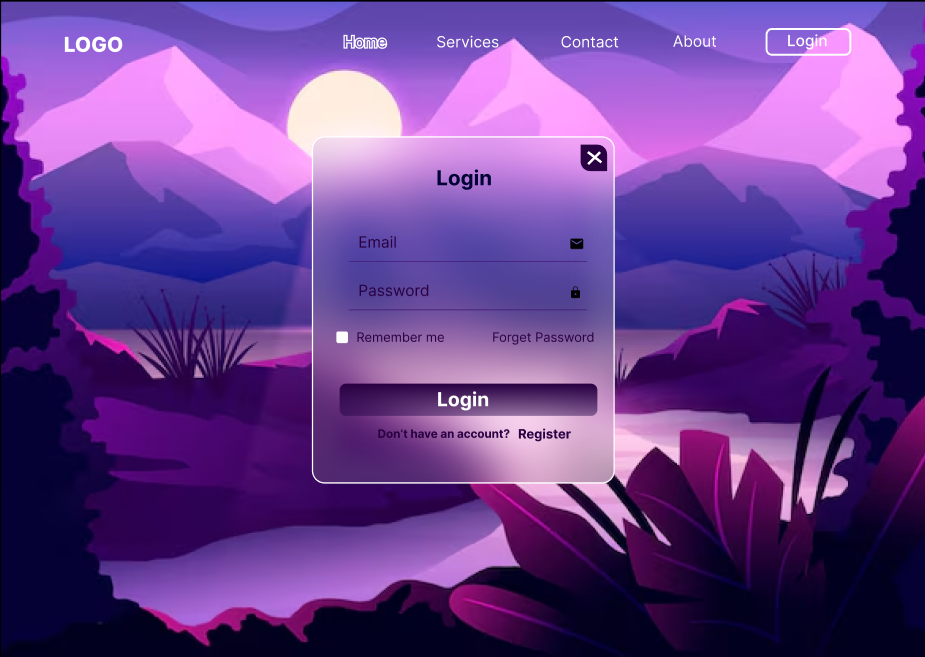 LOGO Home Services Contact About Login
Login
Email
Password
Remember me Forget Password
Login
Don't have an account? Register